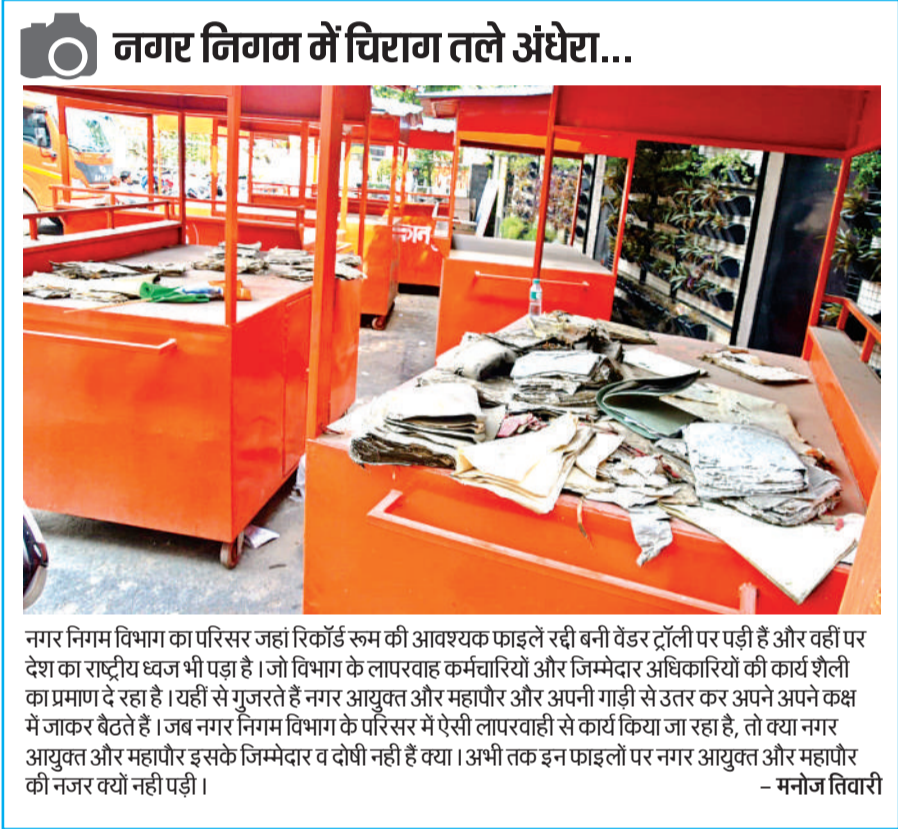 नगर निगम में चिराग तले अंधेरा...
कान
नगर निगम विभाग का परिसर जहां रिकॉर्ड रूम की आवश्यक फाइलें रद्दी बनी वेंडर ट्रॉली पर पड़ी हैं और वहीं पर
देश का राष्ट्रीय ध्वज भी पड़ा है । जो विभाग के लापरवाह कर्मचारियों और जिम्मेदार अधिकारियों की कार्य शैली
का प्रमाण दे रहा है । यहीं से गुजरते हैं नगर आयुक्त और महापौर और अपनी गाड़ी से उतर कर अपने अपने कक्ष
में जाकर बैठते हैं । जब नगर निगम विभाग के परिसर में ऐसी लापरवाही से कार्य किया जा रहा है, तो क्या नगर
आयुक्त और महापौर इसके जिम्मेदार व दोषी नही हैं क्या । अभी तक इन फाइलों पर नगर आयुक्त और महापौर
की नजर क्यों नही पड़ी ।
– मनोज तिवारी